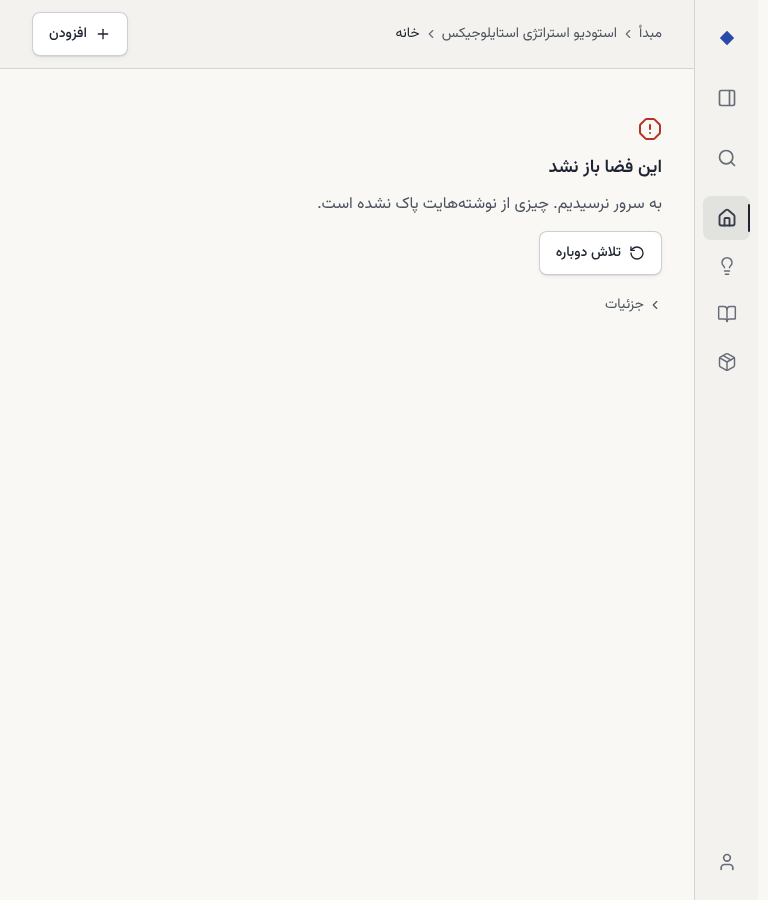 مبدأ › استودیو استراتژی استایلوجیکس › خانه
افزودن
این فضا باز نشد
به سرور نرسیدیم. چیزی از نوشته‌هایت پاک نشده است.
تلاش دوباره
جزئیات